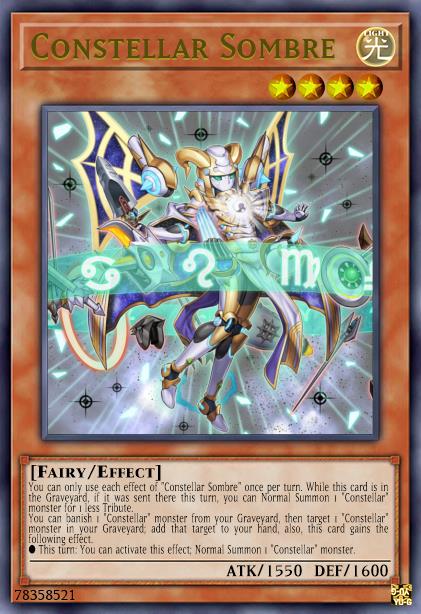 CONSTELLAR SOMBRE
LIGHT
光
[FAIRY/EFFECT]
You can only use each effect of "Constellar Sombre" once per turn. While this card is in
the Graveyard, if it was sent there this turn, you can Normal Summon 1 "Constellar"
monster for 1 less Tribute.
You can banish 1 "Constellar" monster from your Graveyard, then target 1 "Constellar"
monster in your Graveyard; add that target to your hand, also, this card gains the
following effect.
● This turn: You can activate this effect; Normal Summon 1 "Constellar" monster.
ATK/1550 DEF/1600
78358521